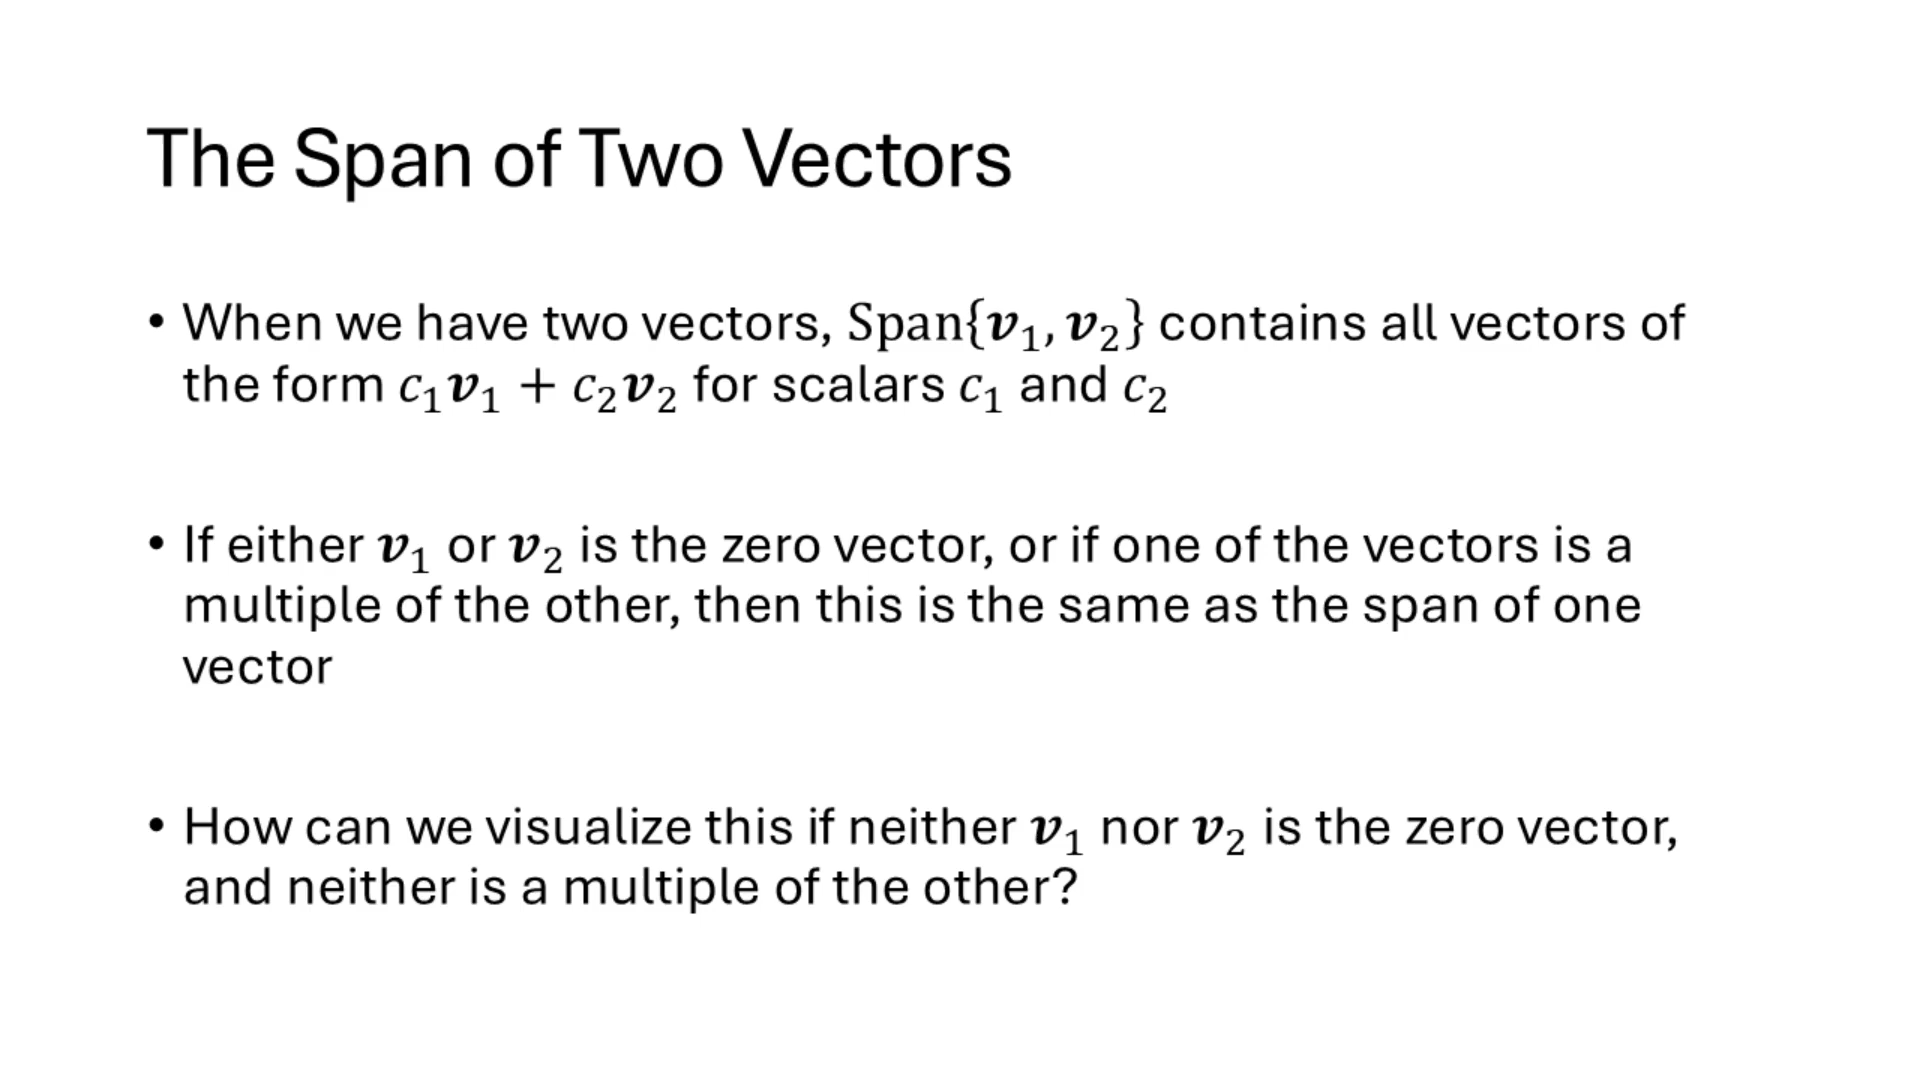 The Span of Two Vectors
• When we have two vectors, Span{𝒗₁, 𝒗₂} contains all vectors of
the form 𝑐₁𝒗₁ + 𝑐₂𝒗₂ for scalars 𝑐₁ and 𝑐₂
• If either 𝒗₁ or 𝒗₂ is the zero vector, or if one of the vectors is a
multiple of the other, then this is the same as the span of one
vector
• How can we visualize this if neither 𝒗₁ nor 𝒗₂ is the zero vector,
and neither is a multiple of the other?